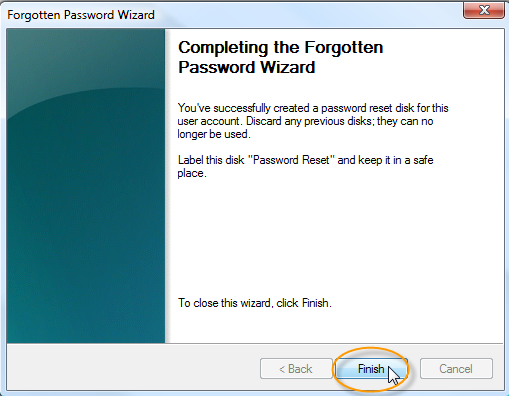 Forgotten Password Wizard
Completing the Forgotten
Password Wizard
You've successfully created a password reset disk for this
user account. Discard any previous disks; they can no
longer be used.
Label this disk "Password Reset" and keep it in a safe
place.
To close this wizard, click Finish.
< Back
Finish
Cancel